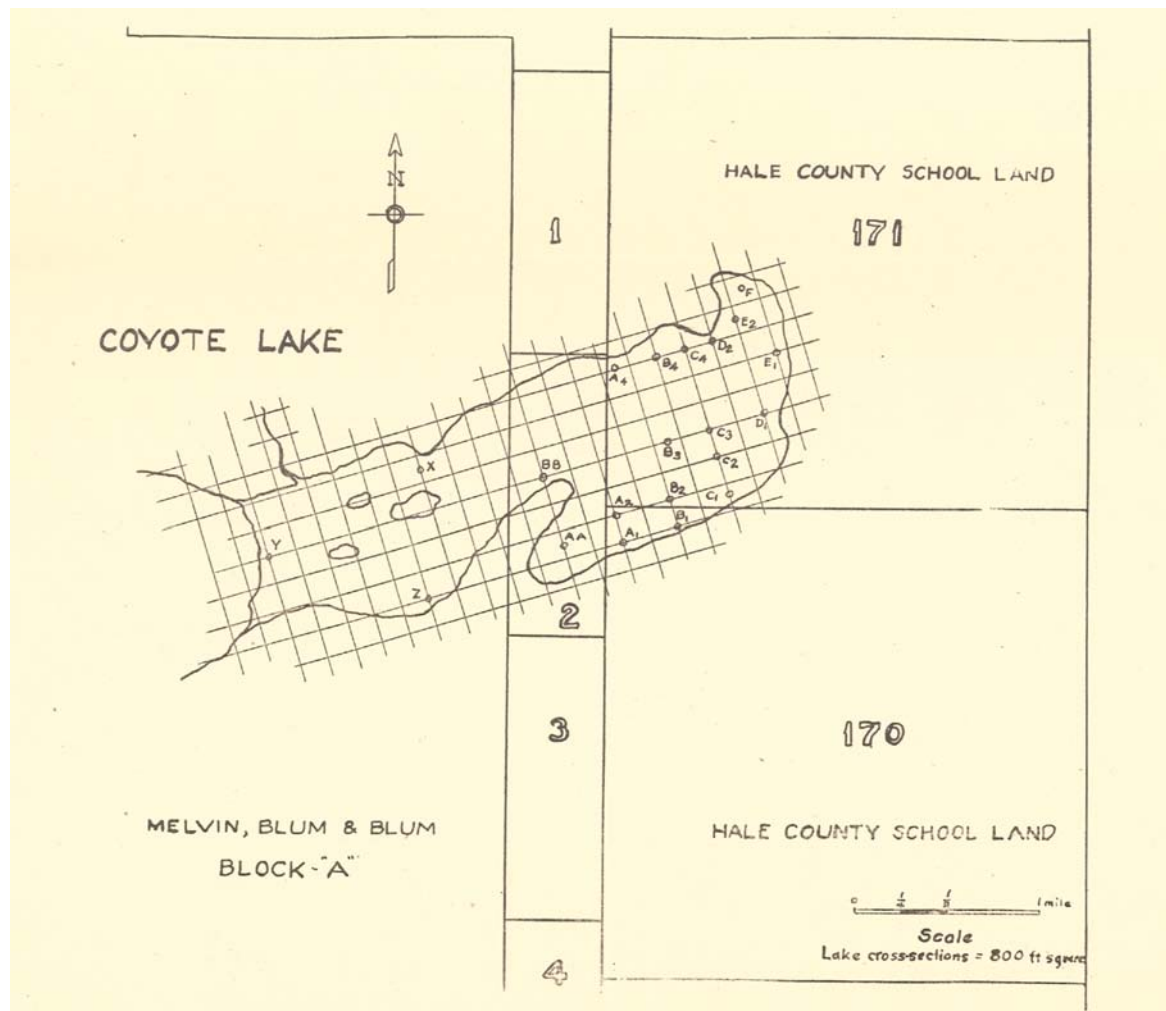 N
HALE COUNTY SCHOOL LAND
171
1
COYOTE LAKE
F
E2
D2
C4
B4
A4
E1
D1
C3
B3
C2
X
BB
B2
C1
A2
B1
Y
AA
A1
Z
2
3
170
MELVIN, BLUM & BLUM
BLOCK-"A"
HALE COUNTY SCHOOL LAND
0 1 mile
Scale
Lake cross-sections = 800 ft square
4